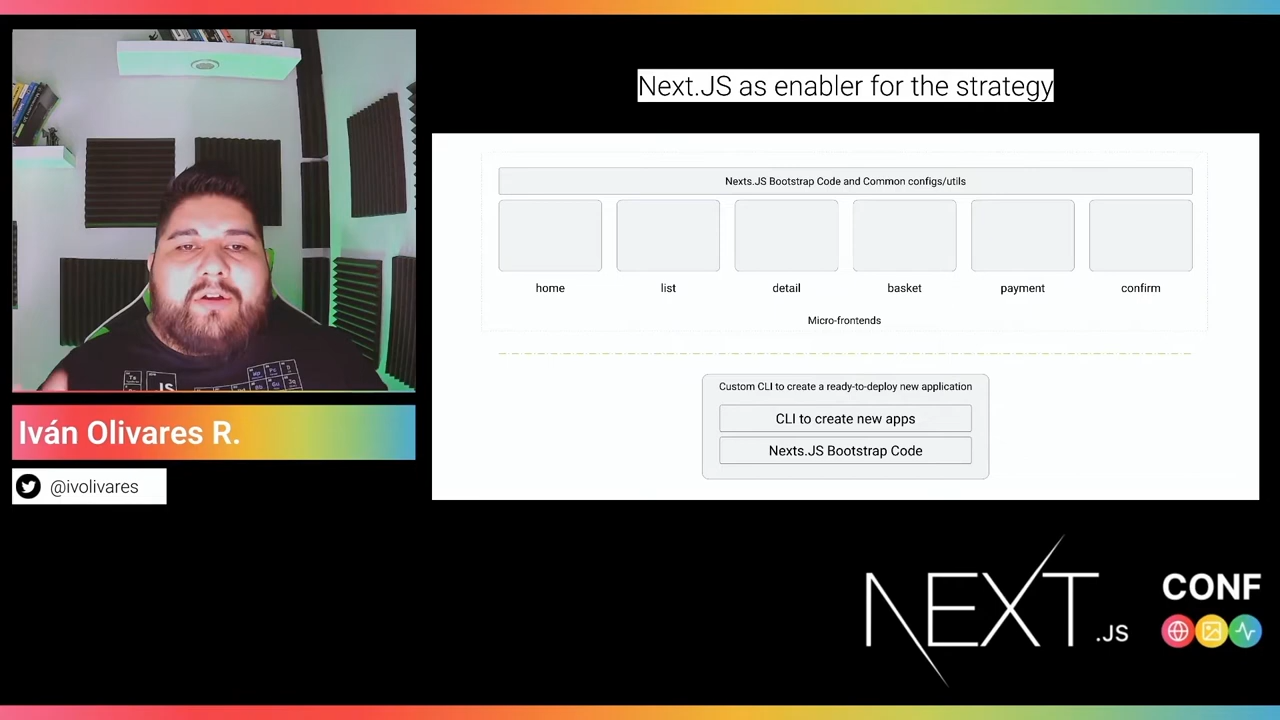 Next.JS as enabler for the strategy
Nexts.JS Bootstrap Code and Common configs/utils
home
list
detail
basket
payment
confirm
Micro-frontends
Custom CLI to create a ready-to-deploy new application
CLI to create new apps
Nexts.JS Bootstrap Code
JS
Iván Olivares R.
@ivolivares
NEXT.JS
CONF